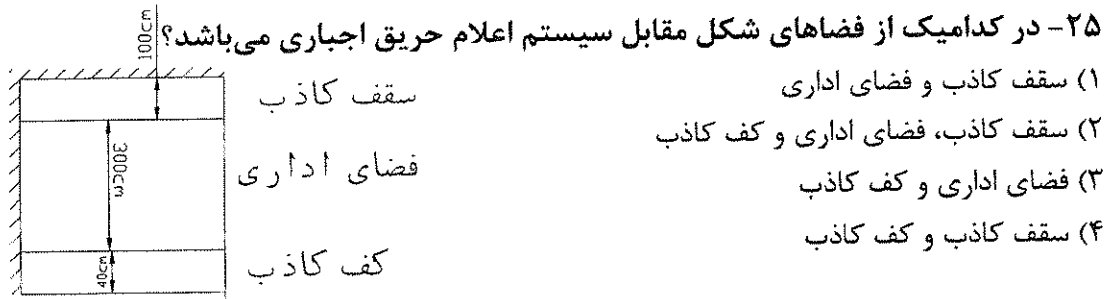 ۲۵- در کدامیک از فضاهای شکل مقابل سیستم اعلام حریق اجباری می‌باشد؟
۱) سقف کاذب و فضای اداری
۲) سقف کاذب، فضای اداری و کف کاذب
۳) فضای اداری و کف کاذب
۴) سقف کاذب و کف کاذب
100cm
سقف کاذب
300cm
فضای اداری
40cm
کف کاذب